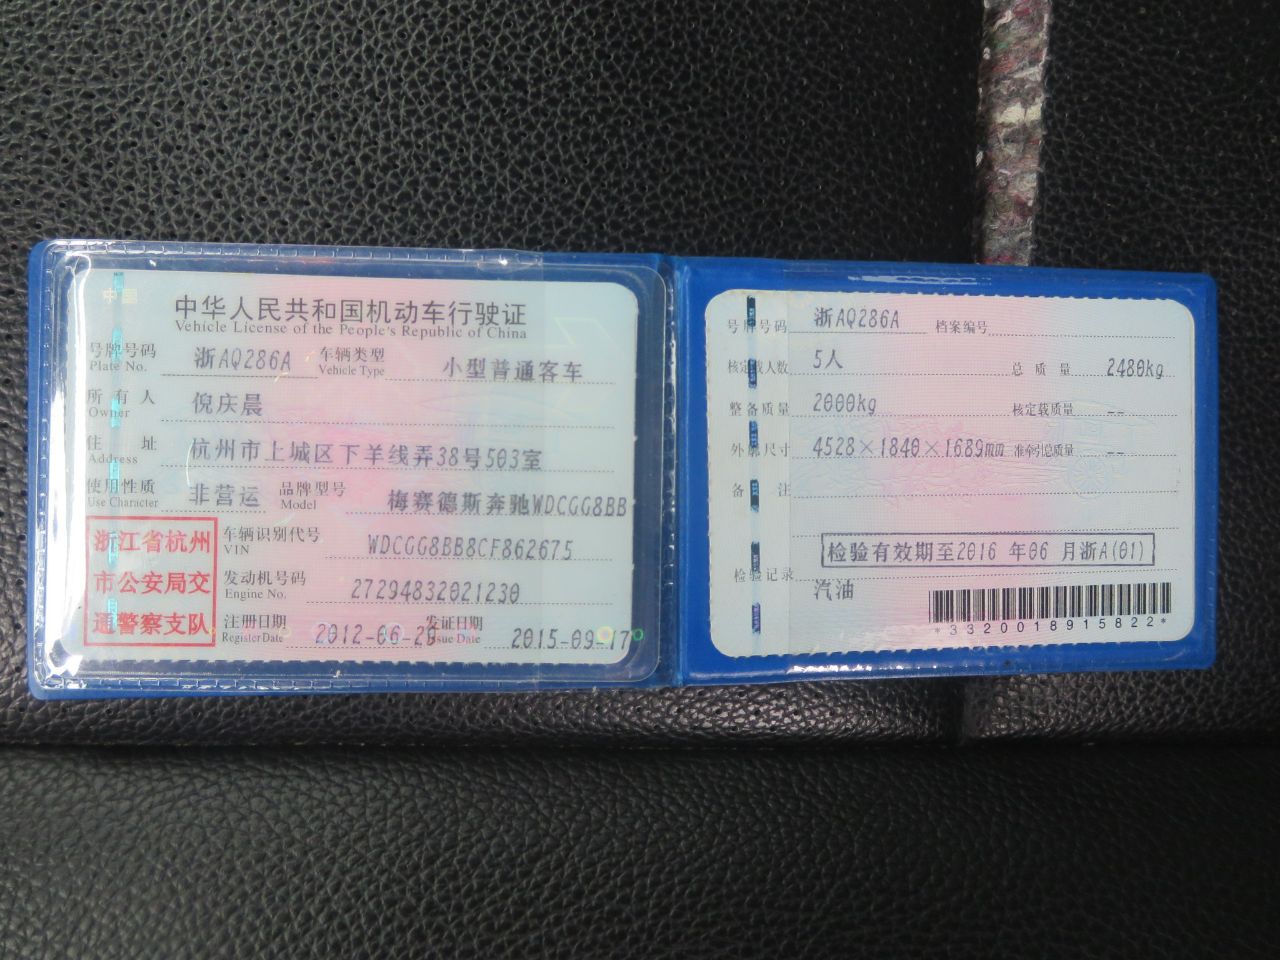 中国
中华人民共和国机动车行驶证
Vehicle License of the People's Republic of China
号牌号码 浙AQ286A 车辆类型 小型普通客车
Plate No. Vehicle Type
所有人 倪庆晨
Owner
住址 杭州市上城区下羊线弄38号503室
Address
使用性质 非营运 品牌型号 梅赛德斯奔驰WDCGG8BB
Use Character Model
浙江省杭州
市公安局交
通警察支队
车辆识别代号 WDCGG8BB8CF862675
VIN
发动机号码 27294832021230
Engine No.
注册日期 2012-06-20 发证日期 2015-09-17
Register Date Issue Date
号牌号码 浙AQ286A 档案编号
核定载人数 5人 总质量 2480kg
整备质量 2000kg 核定载质量 --
外廓尺寸 4528×1840×1689mm 准牵引总质量 --
备注
检验有效期至2016 年06 月浙A(01)
检验记录
汽油
*3320018915822*